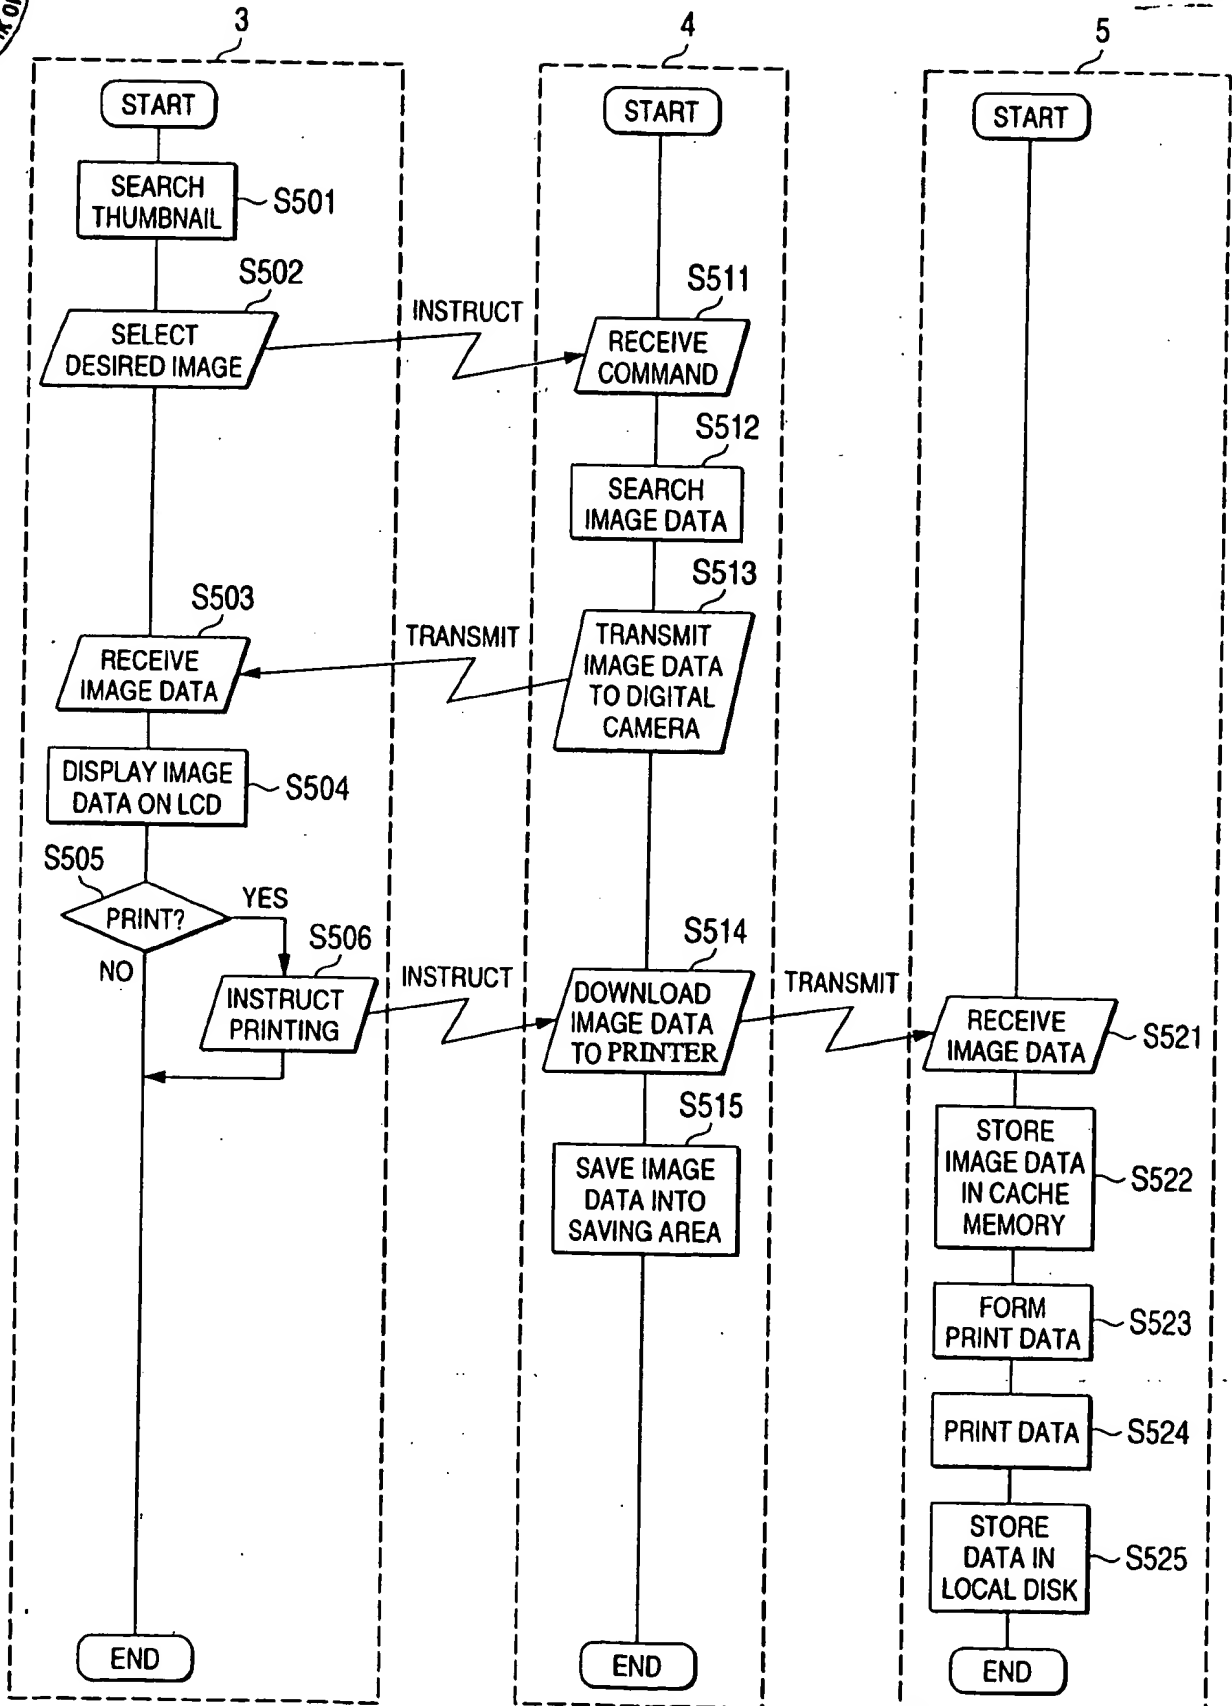 3
START
SEARCH
THUMBNAIL
S501
S502
SELECT
DESIRED IMAGE
INSTRUCT
S503
RECEIVE
IMAGE DATA
TRANSMIT
DISPLAY IMAGE
DATA ON LCD
S504
S505
PRINT?
YES
NO
S506
INSTRUCT
PRINTING
INSTRUCT
END
4
START
S511
RECEIVE
COMMAND
S512
SEARCH
IMAGE DATA
S513
TRANSMIT
IMAGE DATA
TO DIGITAL
CAMERA
S514
DOWNLOAD
IMAGE DATA
TO PRINTER
TRANSMIT
S515
SAVE IMAGE
DATA INTO
SAVING AREA
END
5
START
RECEIVE
IMAGE DATA
S521
STORE
IMAGE DATA
IN CACHE
MEMORY
S522
FORM
PRINT DATA
S523
PRINT DATA
S524
STORE
DATA IN
LOCAL DISK
S525
END